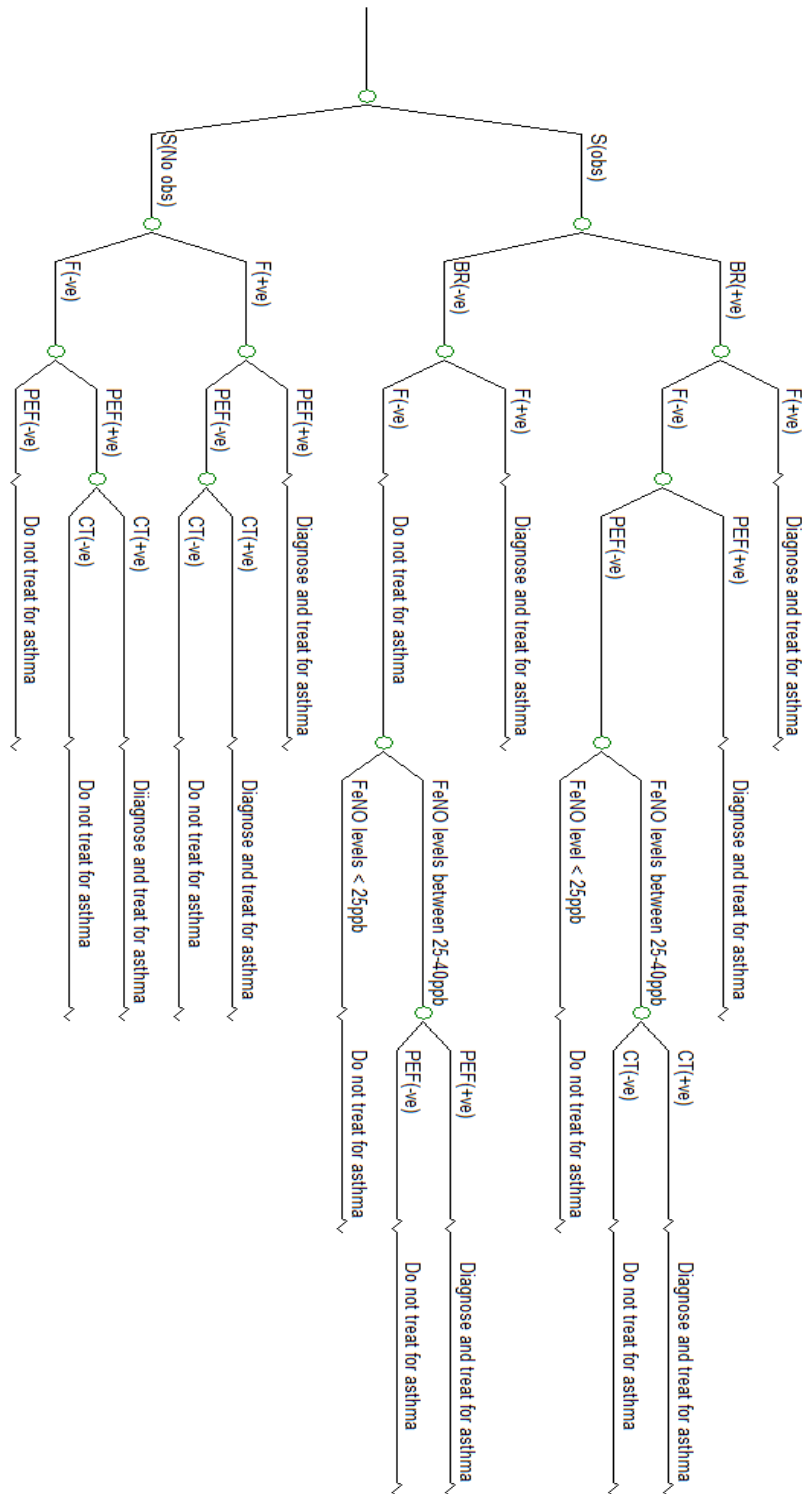 F(+ve)
Diagnose and treat for asthma
BR(+ve)
PEF(+ve)
Diagnose and treat for asthma
F(-ve)
CT(+ve)
Diagnose and treat for asthma
FeNO levels between 25-40ppb
CT(-ve)
Do not treat for asthma
PEF(-ve)
S(obs)
FeNO level < 25ppb
Do not treat for asthma
F(+ve)
Diagnose and treat for asthma
BR(-ve)
PEF(+ve)
Diagnose and treat for asthma
FeNO levels between 25-40ppb
PEF(-ve)
Do not treat for asthma
F(-ve)
Do not treat for asthma
FeNO levels < 25ppb
Do not treat for asthma
PEF(+ve)
Diagnose and treat for asthma
F(+ve)
CT(+ve)
Diagnose and treat for asthma
PEF(-ve)
CT(-ve)
Do not treat for asthma
S(No obs)
CT(+ve)
Diiagnose and treat for asthma
PEF(+ve)
CT(-ve)
Do not treat for asthma
F(-ve)
PEF(-ve)
Do not treat for asthma